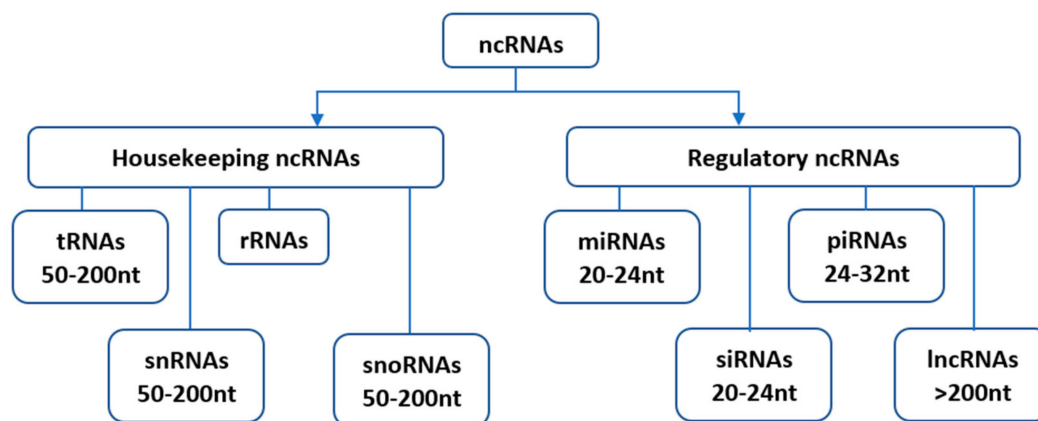 ncRNAs
Housekeeping ncRNAs
Regulatory ncRNAs
tRNAs
50-200nt
rRNAs
miRNAs
20-24nt
piRNAs
24-32nt
snRNAs
50-200nt
snoRNAs
50-200nt
siRNAs
20-24nt
lncRNAs
>200nt